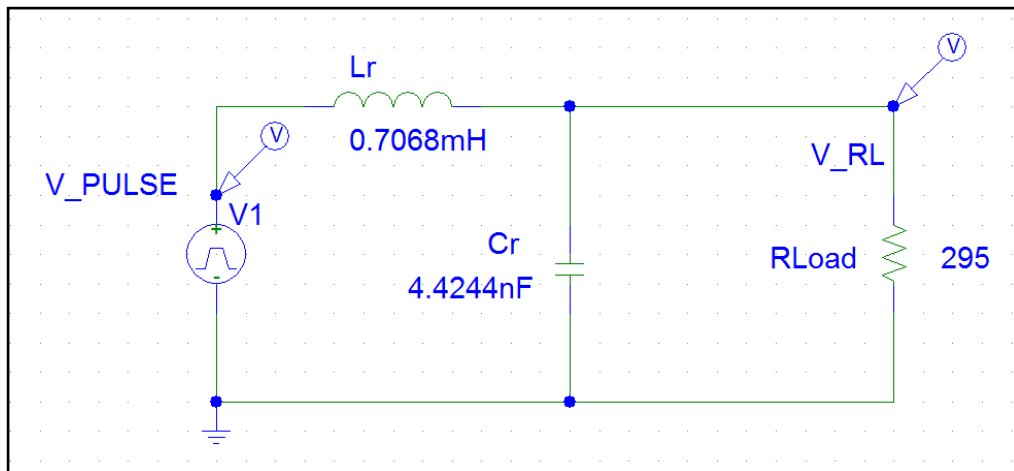 Lr
0.7068mH
V
V
V_PULSE
V1
V_RL
Cr
4.4244nF
RLoad
295